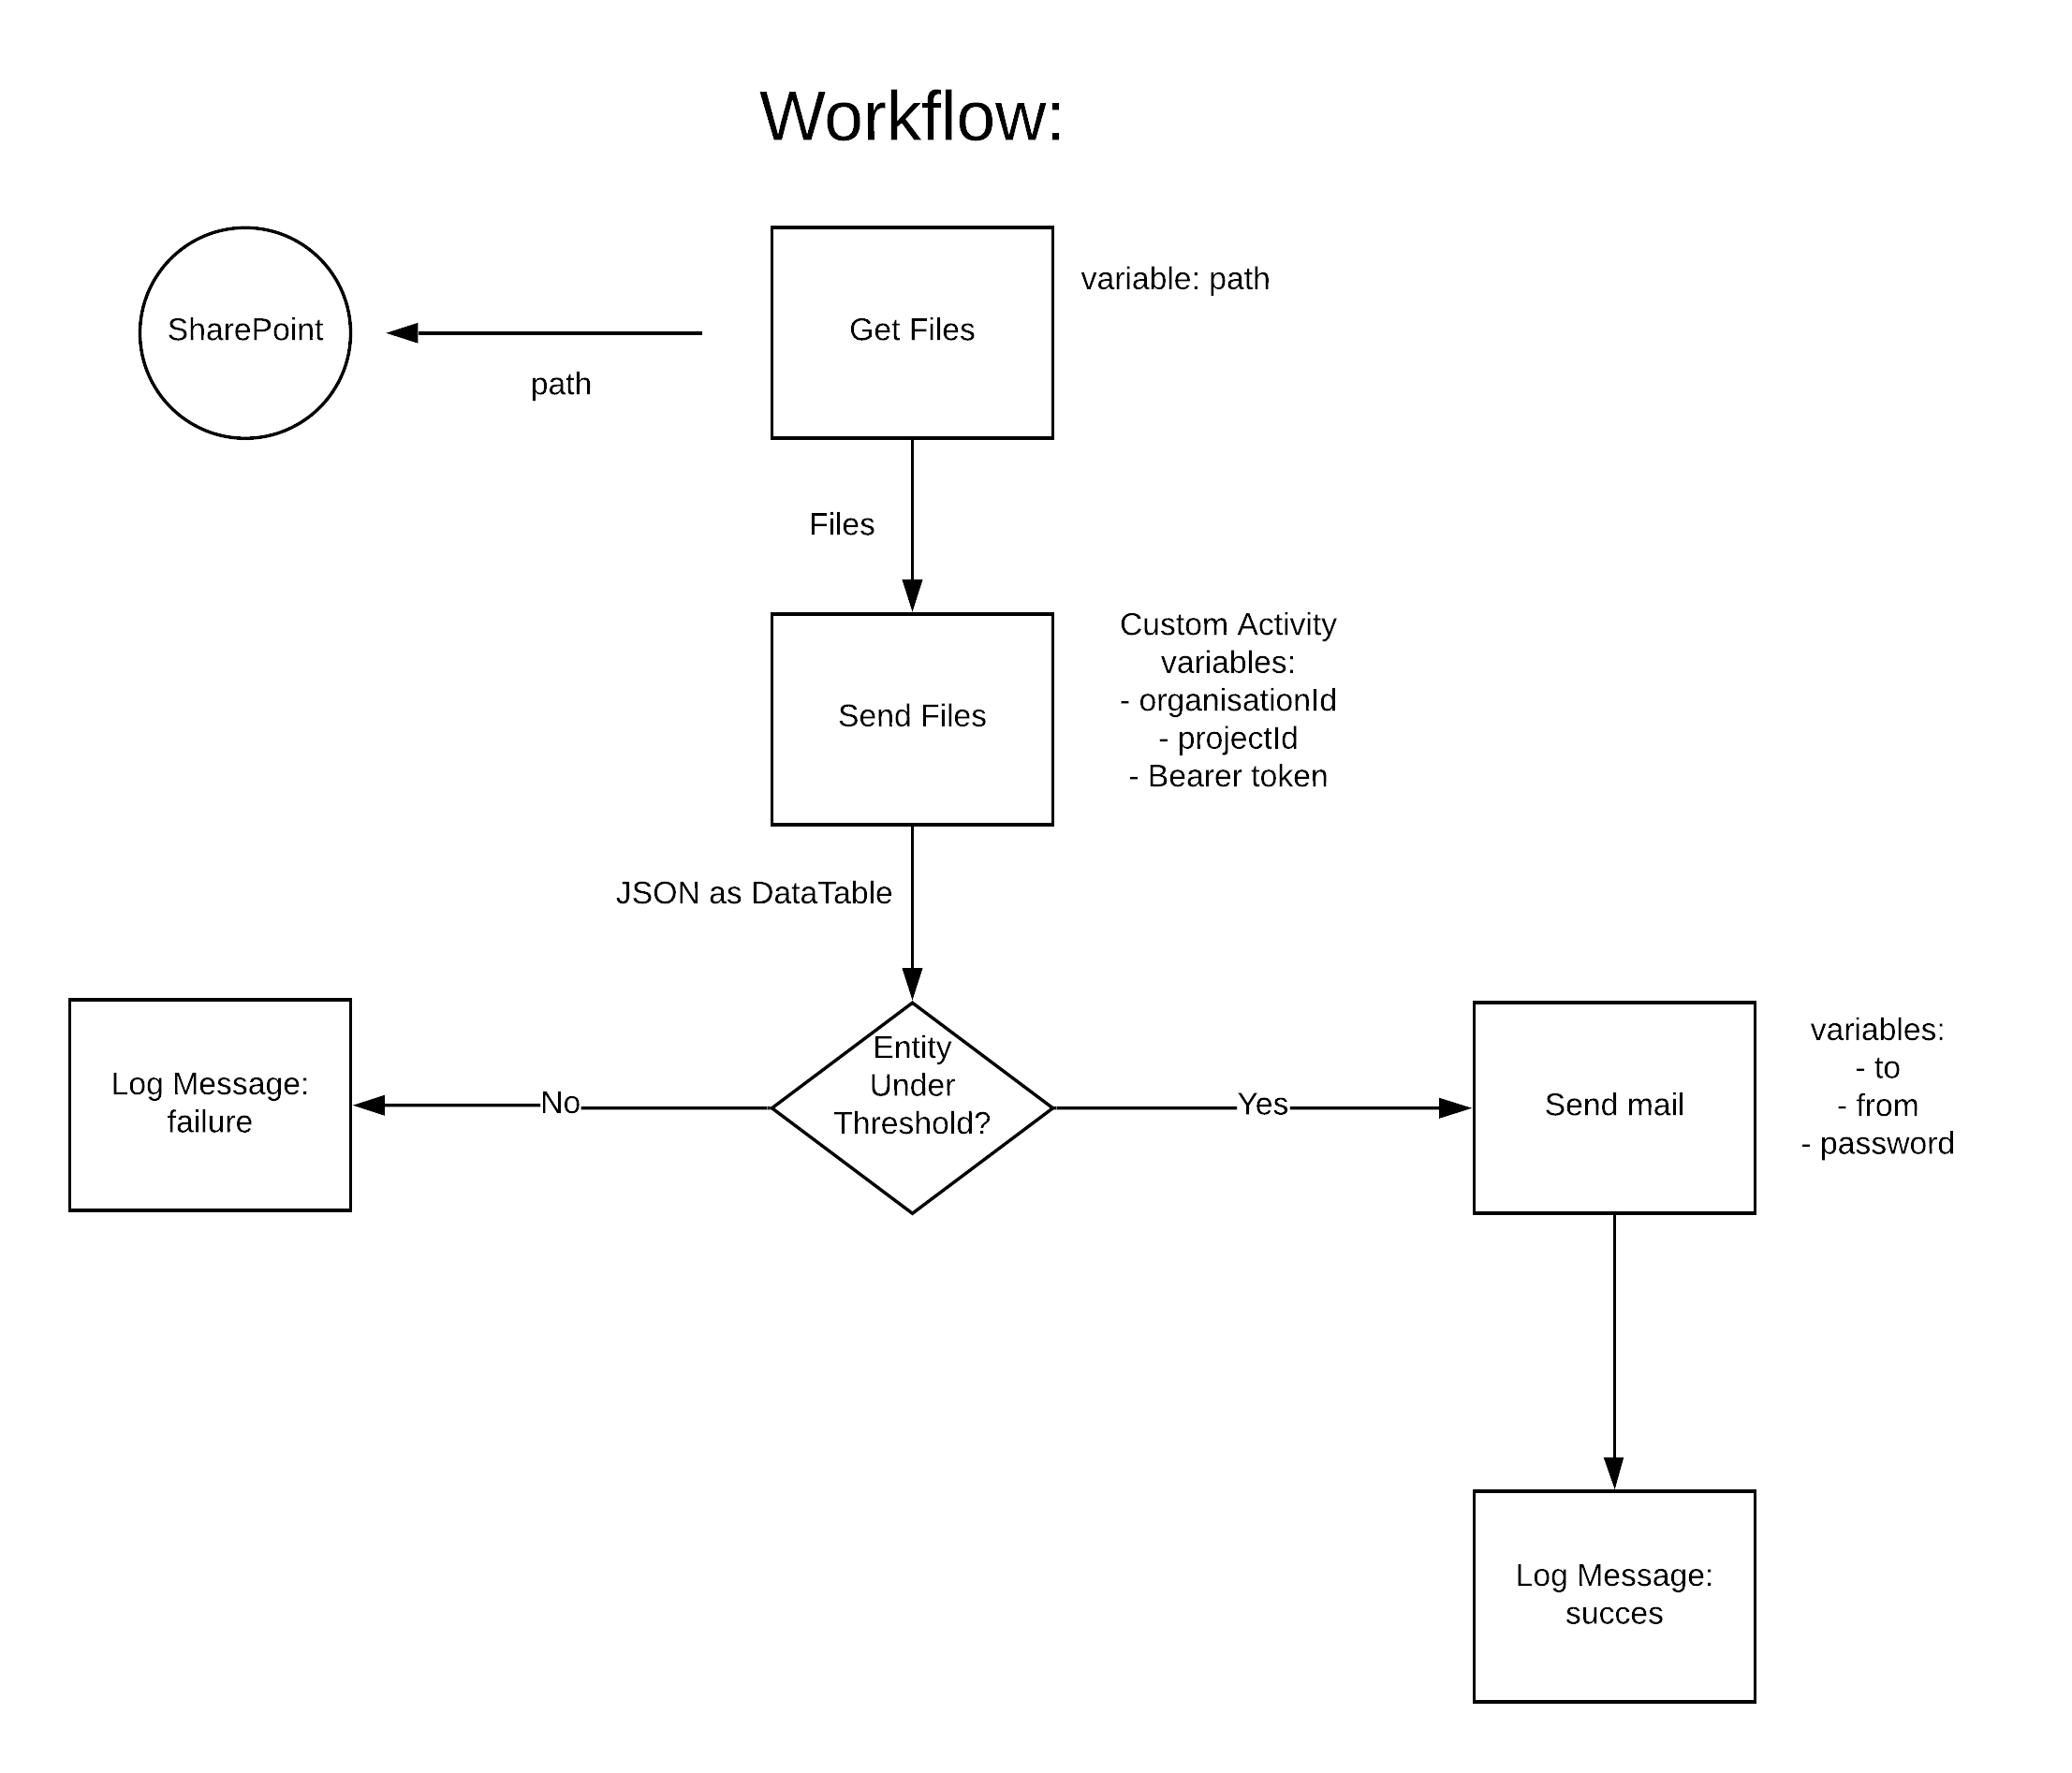 Workflow:
SharePoint
path
Get Files
variable: path
Files
Send Files
Custom Activity
variables:
- organisationId
- projectId
- Bearer token
JSON as DataTable
Log Message:
failure
No
Entity
Under
Threshold?
Yes
Send mail
variables:
- to
- from
- password
Log Message:
succes